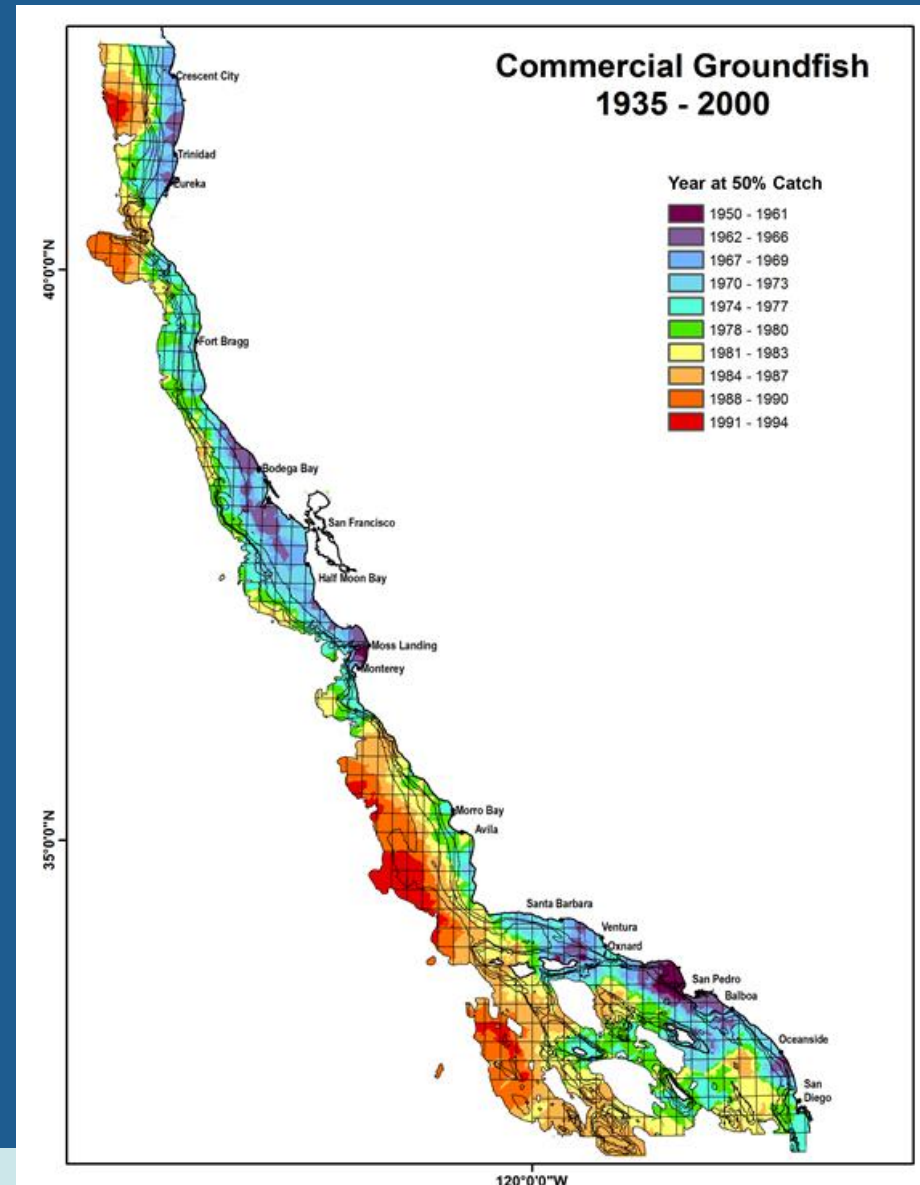 Commercial Groundfish
1935 - 2000
Year at 50% Catch
1950 - 1961
1962 - 1966
1967 - 1969
1970 - 1973
1974 - 1977
1978 - 1980
1981 - 1983
1984 - 1987
1988 - 1990
1991 - 1994
Crescent City
Trinidad
Eureka
40°0'0"N
Fort Bragg
Bodega Bay
San Francisco
Half Moon Bay
Moss Landing
Monterey
Morro Bay
Avila
35°0'0"N
Santa Barbara
Ventura
Oxnard
San Pedro
Balboa
Oceanside
San
Diego
120°0'0"W